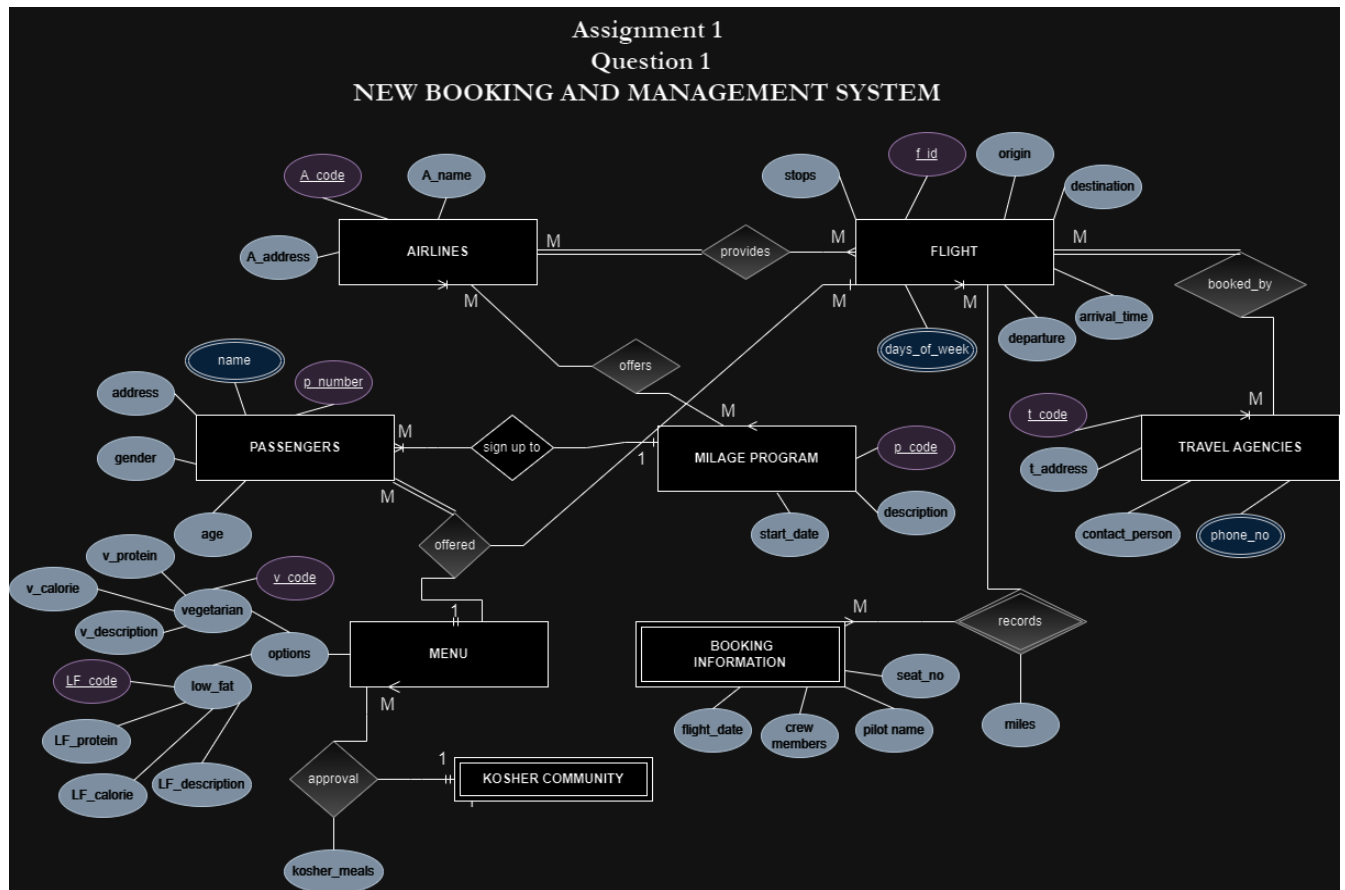 Assignment 1
Question 1
NEW BOOKING AND MANAGEMENT SYSTEM
f_id
origin
A_code
A_name
stops
destination
AIRLINES
M
provides
M
FLIGHT
M
A_address
booked_by
M
M
M
arrival_time
departure
days_of_week
name
offers
address
p_number
M
M
t_code
PASSENGERS
M
sign up to
1
MILAGE PROGRAM
p_code
TRAVEL AGENCIES
gender
t_address
M
description
age
start_date
contact_person
phone_no
offered
v_protein
v_code
v_calorie
vegetarian
1
M
records
v_description
options
MENU
BOOKING
INFORMATION
LF_code
low_fat
seat_no
M
LF_protein
flight_date
crew
members
pilot name
miles
1
approval
KOSHER COMMUNITY
LF_calorie
LF_description
kosher_meals